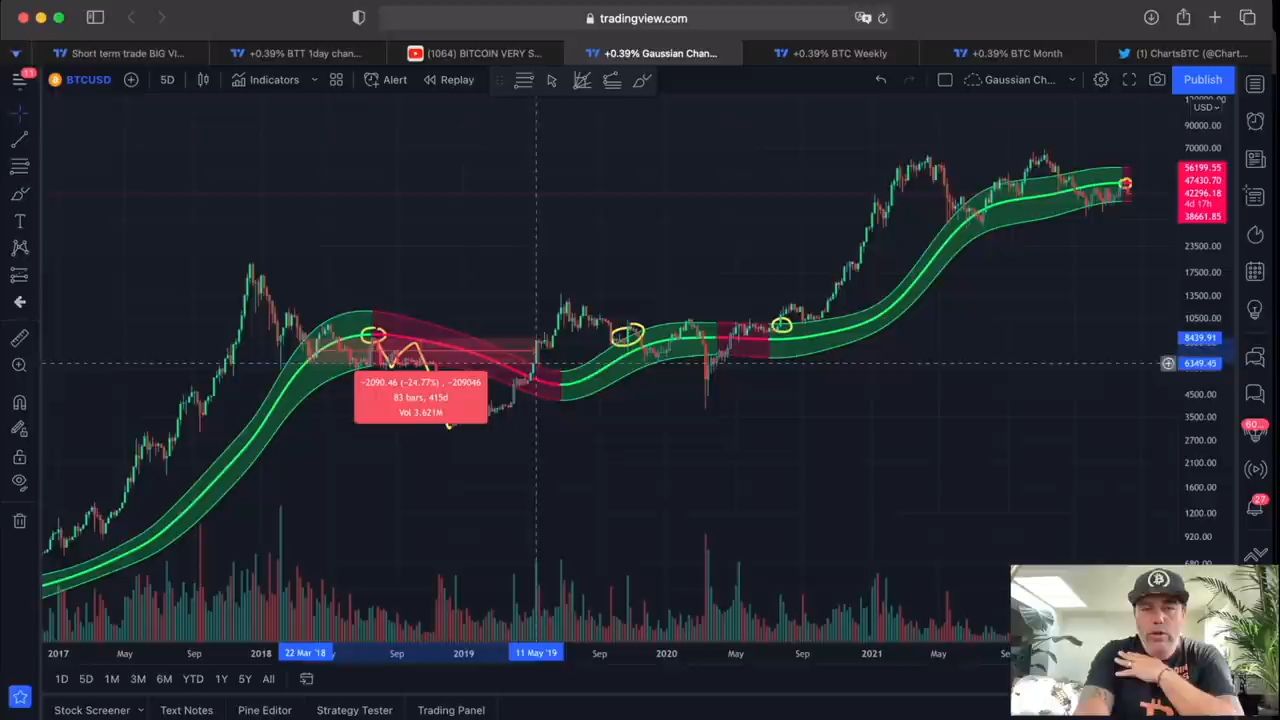 tradingview.com
Short term trade BIG VI...
+0.39% BTT 1day chan...
(1064) BITCOIN VERY S...
+0.39% Gaussian Chan...
+0.39% BTC Weekly
+0.39% BTC Month
(1) ChartsBTC (@Chart...
11
BTCUSD
5D
Indicators
Alert
Replay
Gaussian Ch...
Publish
USD
90000.00
70000.00
56199.55
47430.70
42296.18
4d 17h
38661.85
23500.00
17500.00
13500.00
10500.00
8439.91
6349.45
4500.00
3500.00
2700.00
2100.00
1600.00
1200.00
920.00
−2090.46 (−24.77%) , −209046
83 bars, 415d
Vol 3.621M
60...
27
2017
May
Sep
2018
22 Mar '18
Sep
2019
11 May '19
Sep
2020
May
Sep
2021
May
1D
5D
1M
3M
6M
YTD
1Y
5Y
All
Stock Screener
Text Notes
Pine Editor
Strategy Tester
Trading Panel